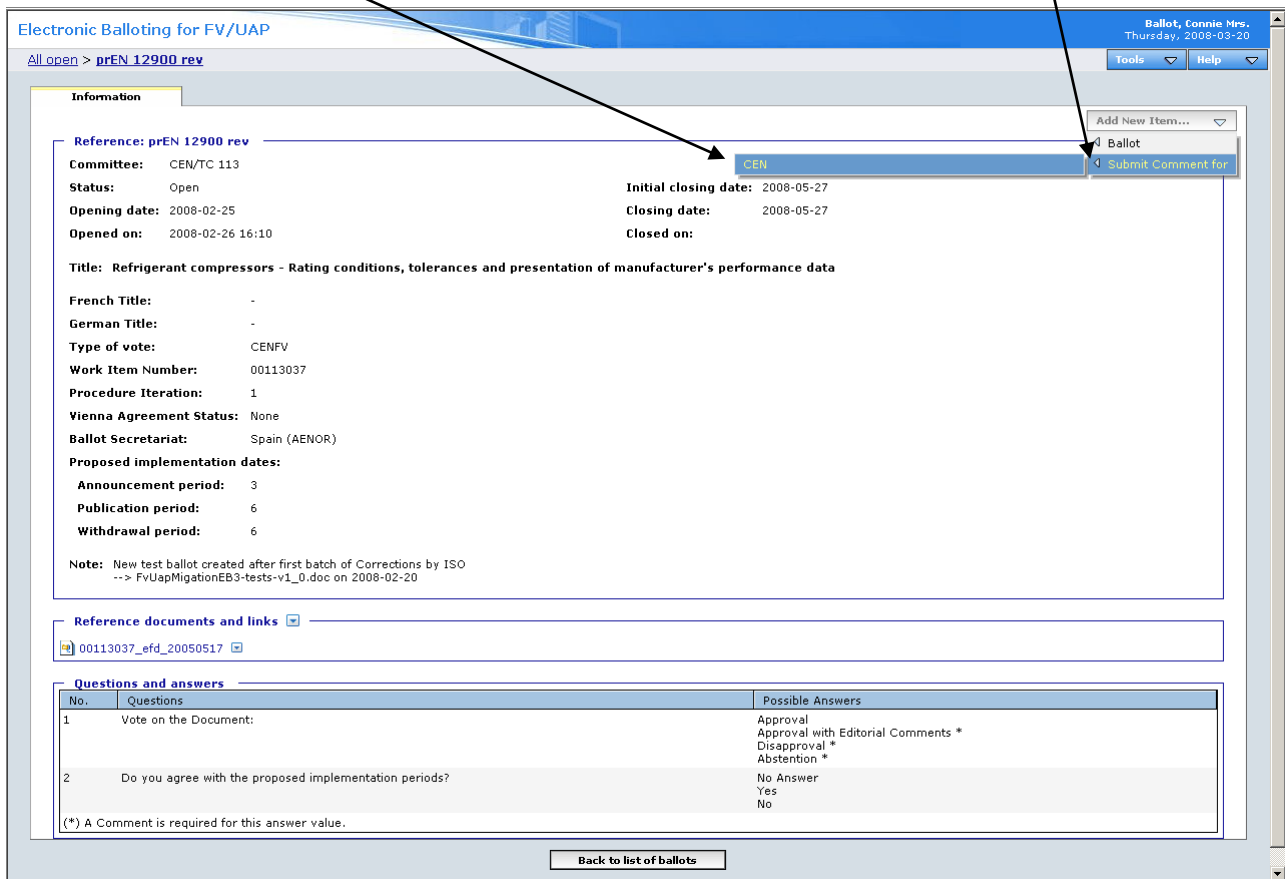 Electronic Balloting for FV/UAP
Ballot, Connie Mrs.
Thursday, 2008-03-20
All open > prEN 12900 rev
Tools Help
Information
Add New Item...
Ballot
Submit Comment for
CEN
Reference: prEN 12900 rev
Committee: CEN/TC 113
Status: Open Initial closing date: 2008-05-27
Opening date: 2008-02-25 Closing date: 2008-05-27
Opened on: 2008-02-26 16:10 Closed on:
Title: Refrigerant compressors - Rating conditions, tolerances and presentation of manufacturer's performance data
French Title: -
German Title: -
Type of vote: CENFV
Work Item Number: 00113037
Procedure Iteration: 1
Vienna Agreement Status: None
Ballot Secretariat: Spain (AENOR)
Proposed implementation dates:
Announcement period: 3
Publication period: 6
Withdrawal period: 6
Note: New test ballot created after first batch of Corrections by ISO
--> FvUapMigationEB3-tests-v1_0.doc on 2008-02-20
Reference documents and links
00113037_efd_20050517
Questions and answers
No. Questions Possible Answers
1 Vote on the Document: Approval
Approval with Editorial Comments *
Disapproval *
Abstention *
2 Do you agree with the proposed implementation periods? No Answer
Yes
No
(*) A Comment is required for this answer value.
Back to list of ballots